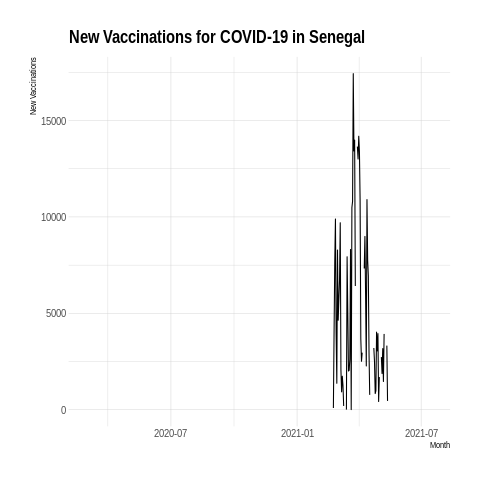 New Vaccinations for COVID-19 in Senegal
New Vaccinations
15000
10000
5000
0
2020-07
2021-01
2021-07
Month